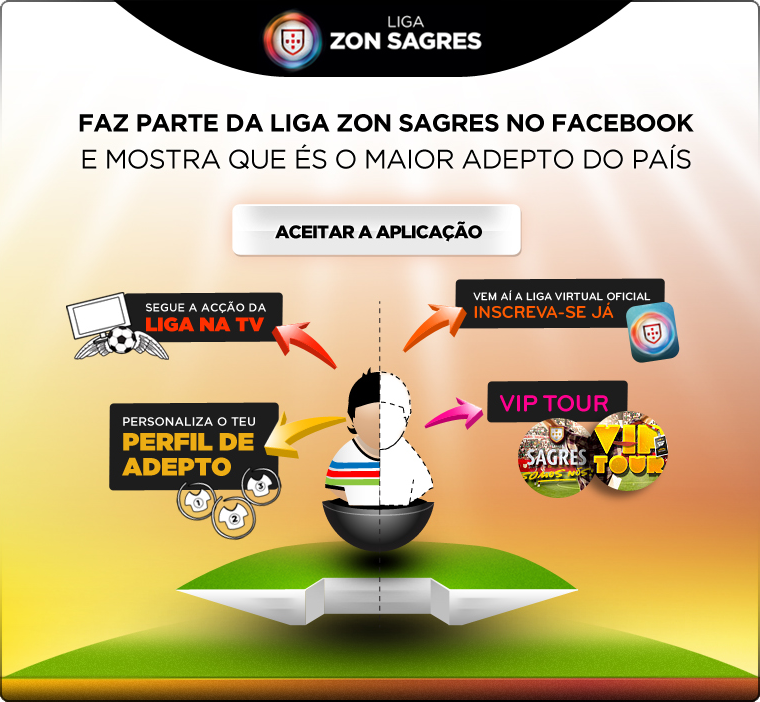 LIGA
ZON SAGRES
FAZ PARTE DA LIGA ZON SAGRES NO FACEBOOK
E MOSTRA QUE ÉS O MAIOR ADEPTO DO PAÍS
ACEITAR A APLICAÇÃO
SEGUE A ACÇÃO DA
LIGA NA TV
VEM AÍ A LIGA VIRTUAL OFICIAL
INSCREVA-SE JÁ
PERSONALIZA O TEU
PERFIL DE
ADEPTO
1
2
3
VIP TOUR
SAGRES
SOMOS NÓS
VIP
TOUR